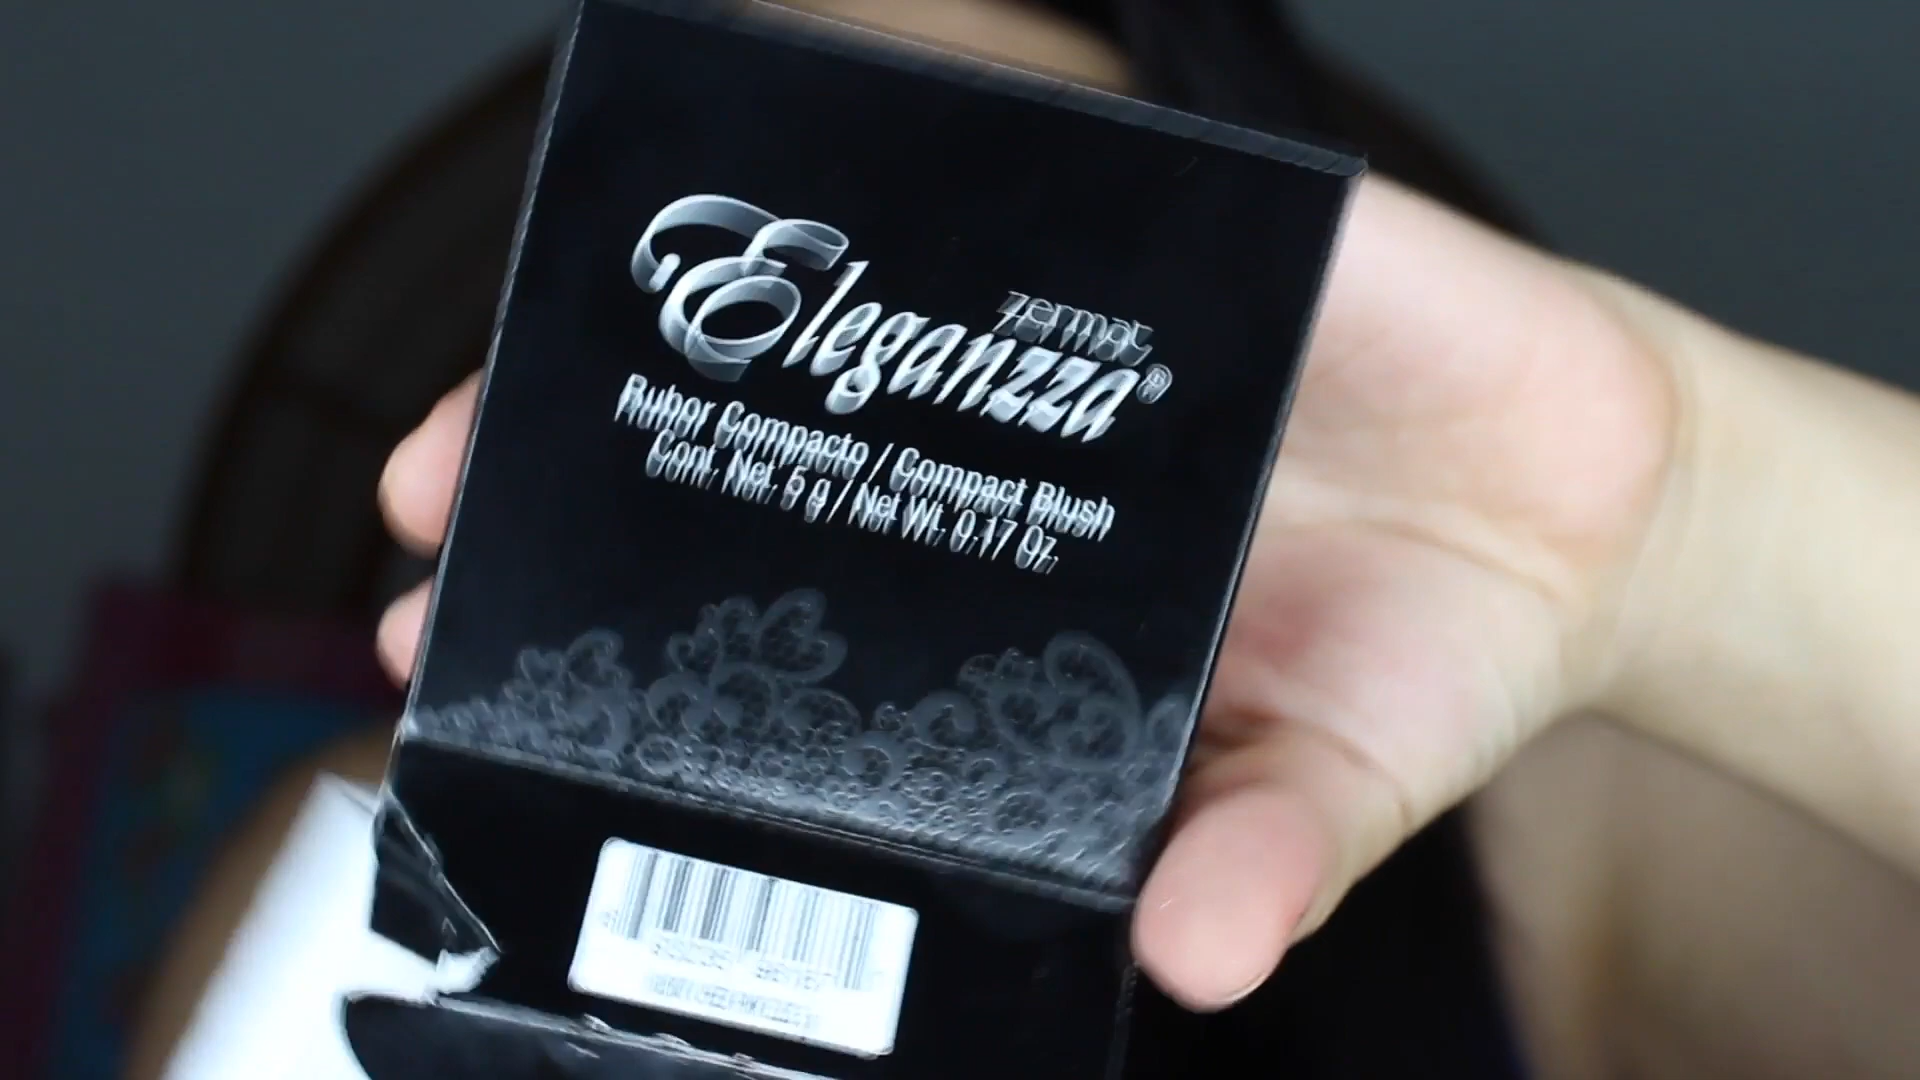 zermat
Eleganzza®
Rubor Compacto / Compact Blush
Cont. Net. 5 g / Net Wt. 0.17 Oz.